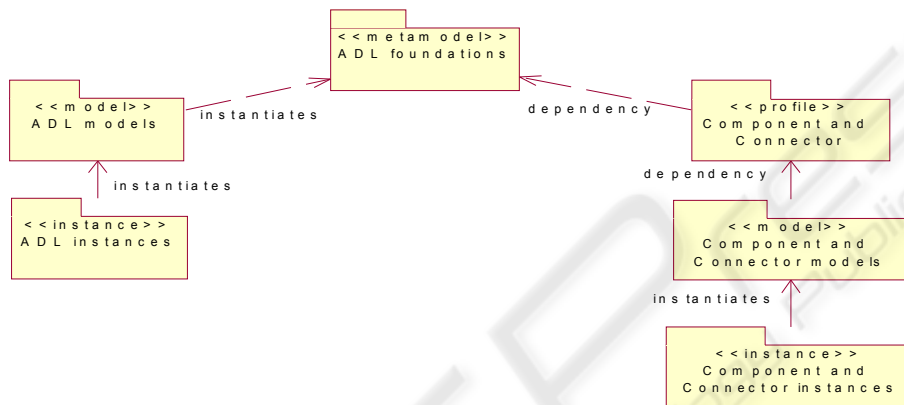 <<metamodel>>
ADL foundations
<<model>>
ADL models
instantiates
dependency
<<profile>>
Component and
Connector
instantiates
dependency
<<instance>>
ADL instances
<<model>>
Component and
Connector models
instantiates
<<instance>>
Component and
Connector instances